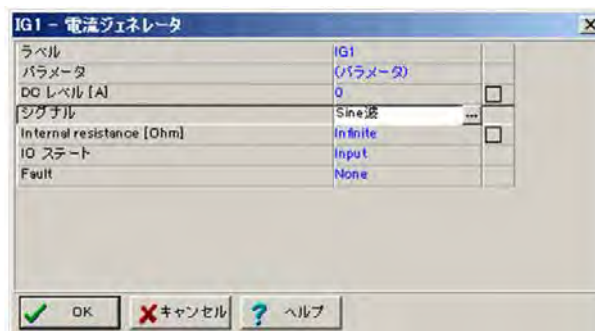 IG1 - 電流ジェネレータ
ラベル IG1
パラメータ (パラメータ)
DC レベル [A] 0
シグナル Sine波 ...
Internal resistance [Ohm] Infinite
IO ステート Input
Fault None
OK キャンセル ? ヘルプ